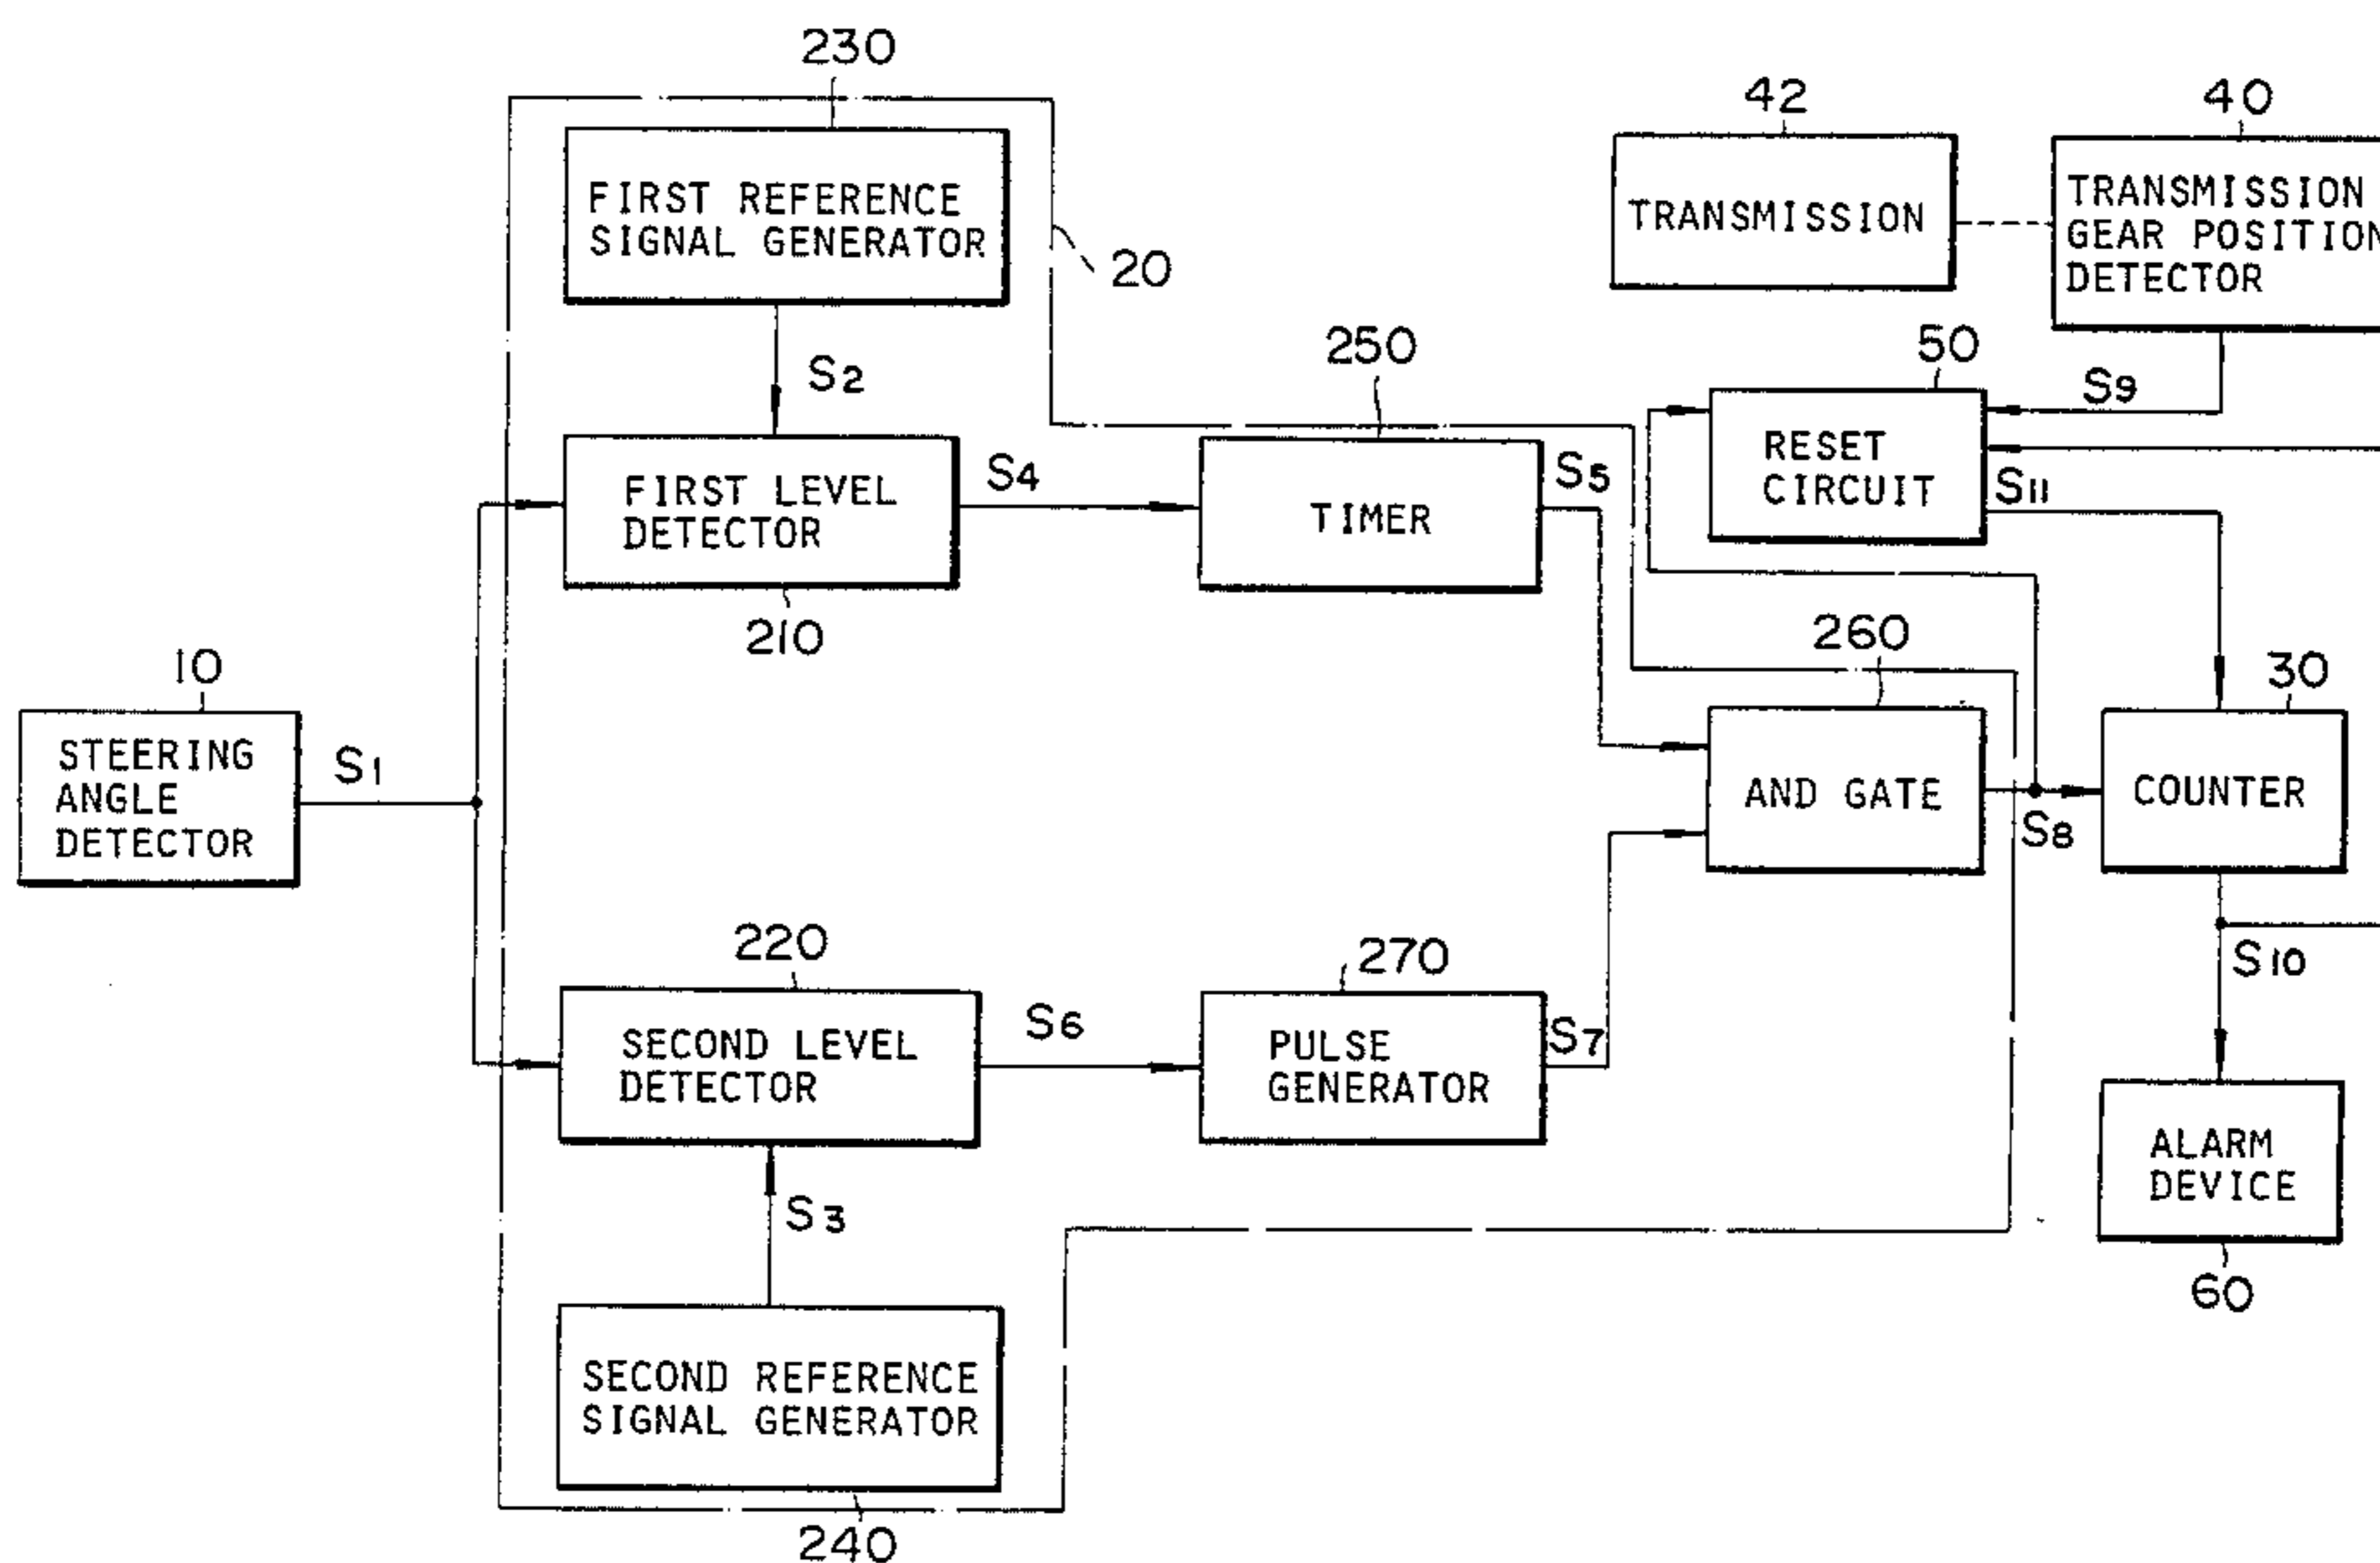 230
FIRST REFERENCE
SIGNAL GENERATOR
20
42
TRANSMISSION
40
TRANSMISSION
GEAR POSITION
DETECTOR
S2
250
50
S9
FIRST LEVEL
DETECTOR
210
S4
TIMER
S5
RESET
CIRCUIT
S11
10
STEERING
ANGLE
DETECTOR
S1
260
AND GATE
S8
30
COUNTER
220
SECOND LEVEL
DETECTOR
S6
270
PULSE
GENERATOR
S7
S10
S3
ALARM
DEVICE
60
SECOND REFERENCE
SIGNAL GENERATOR
240